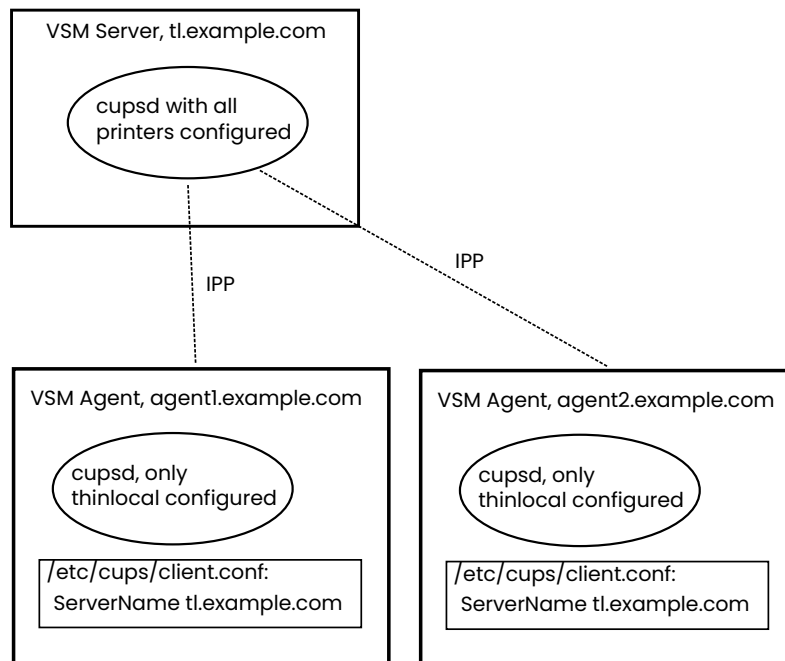 VSM Server, tl.example.com
cupsd with all
printers configured
IPP
IPP
VSM Agent, agent1.example.com
cupsd, only
thinlocal configured
/etc/cups/client.conf:
ServerName tl.example.com
VSM Agent, agent2.example.com
cupsd, only
thinlocal configured
/etc/cups/client.conf:
ServerName tl.example.com